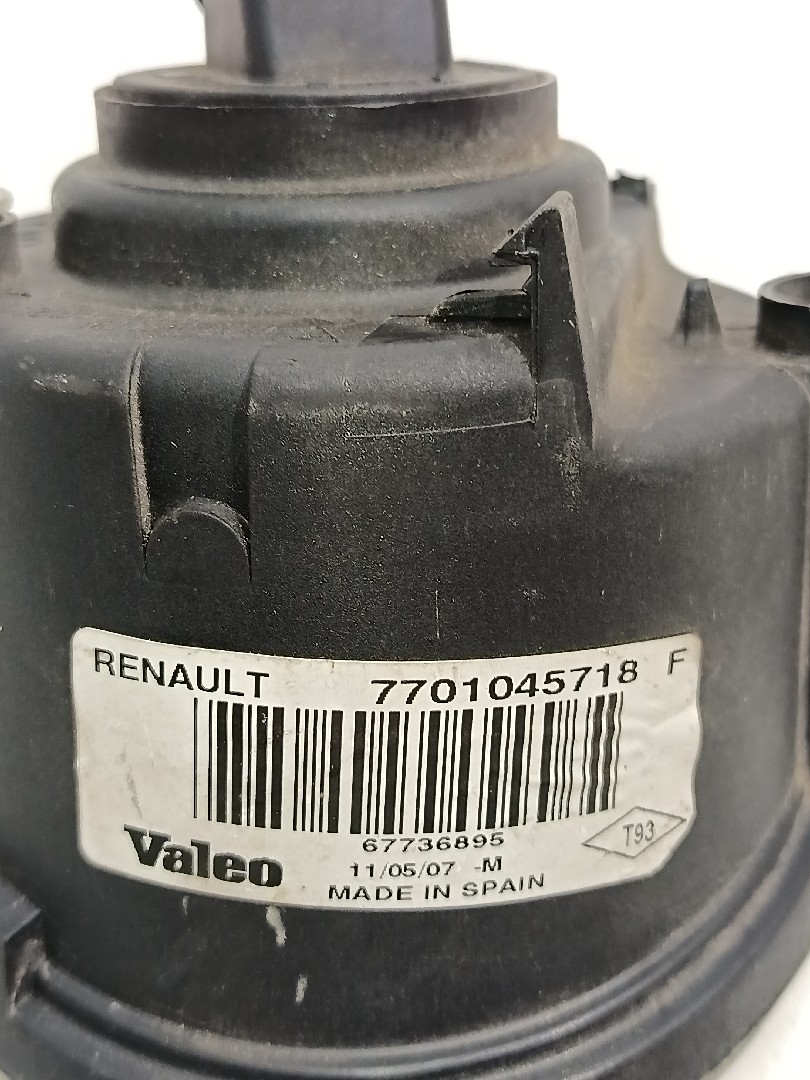 RENAULT 7701045718 F
67736895
Valeo
T93
11/05/07 -M
MADE IN SPAIN